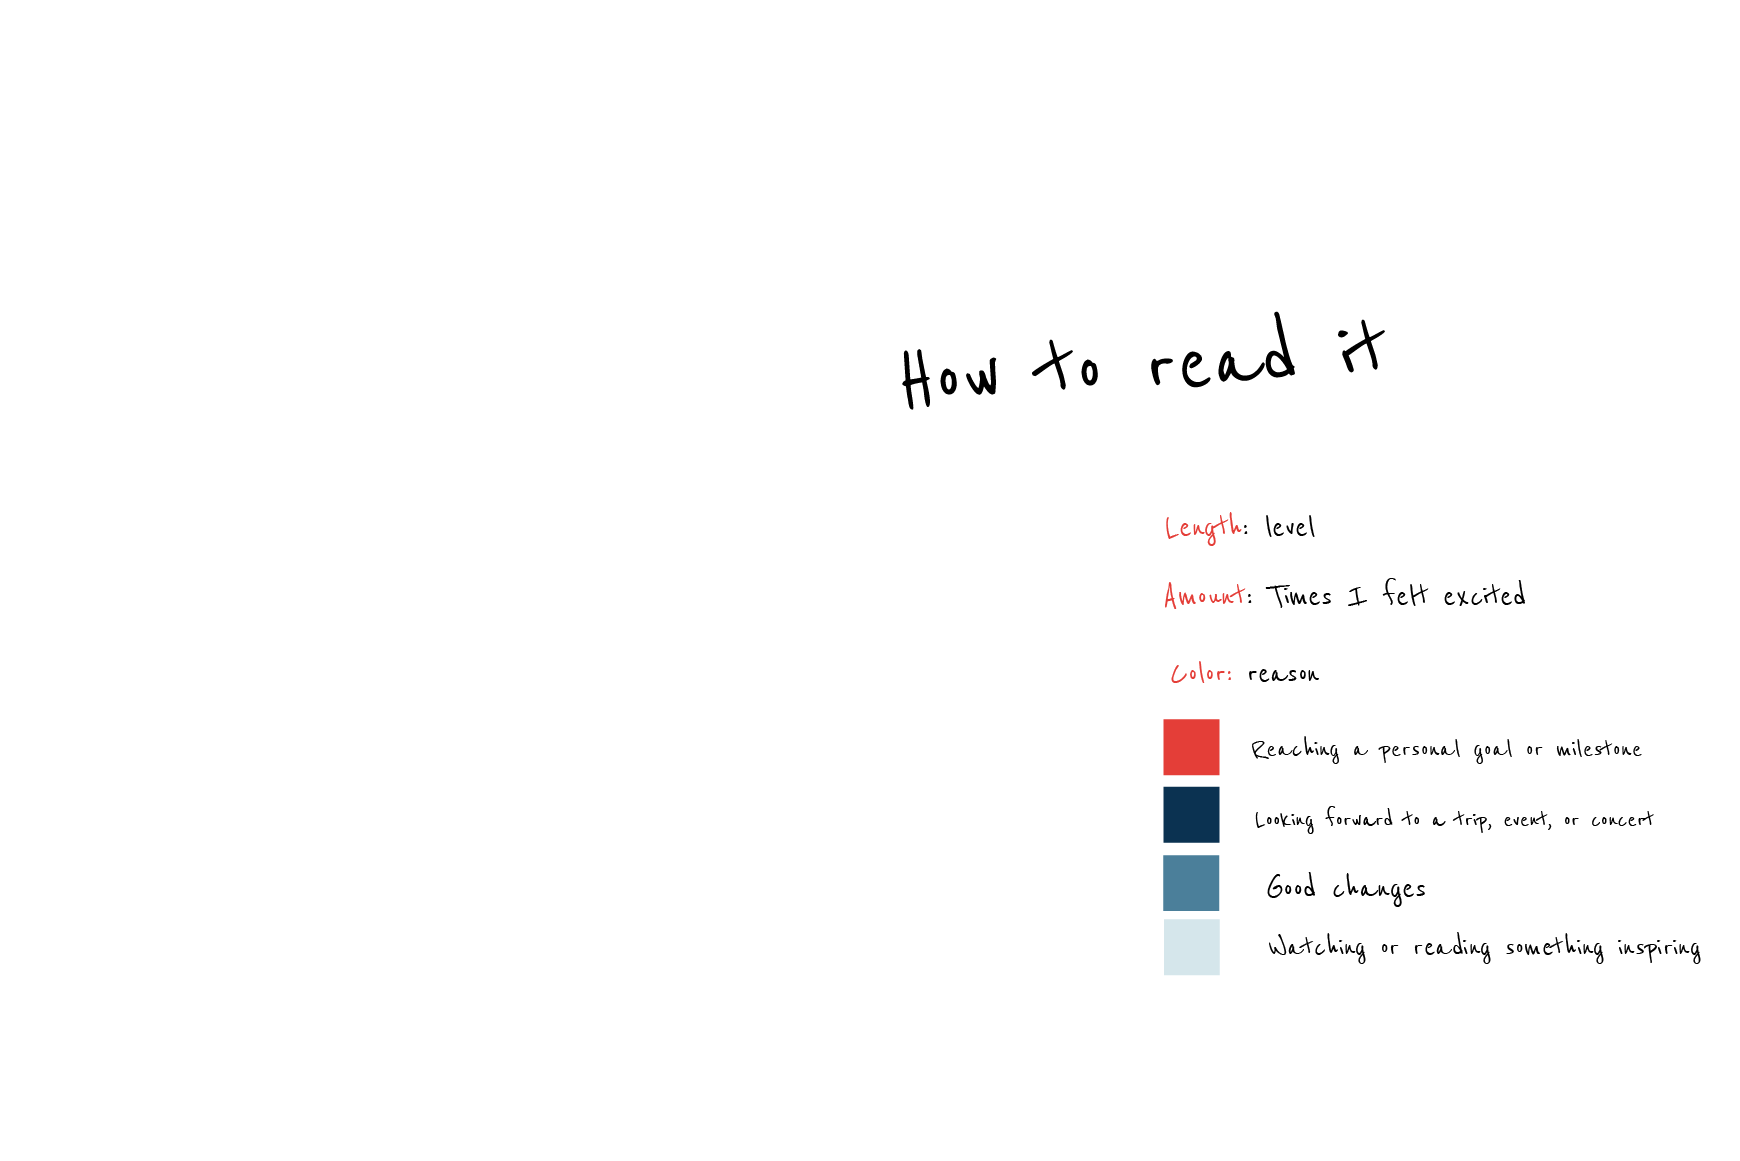 How to read it
Length: level
Amount: Times I felt excited
Color: reason
Reaching a personal goal or milestone
Looking forward to a trip, event, or concert
Good changes
Watching or reading something inspiring